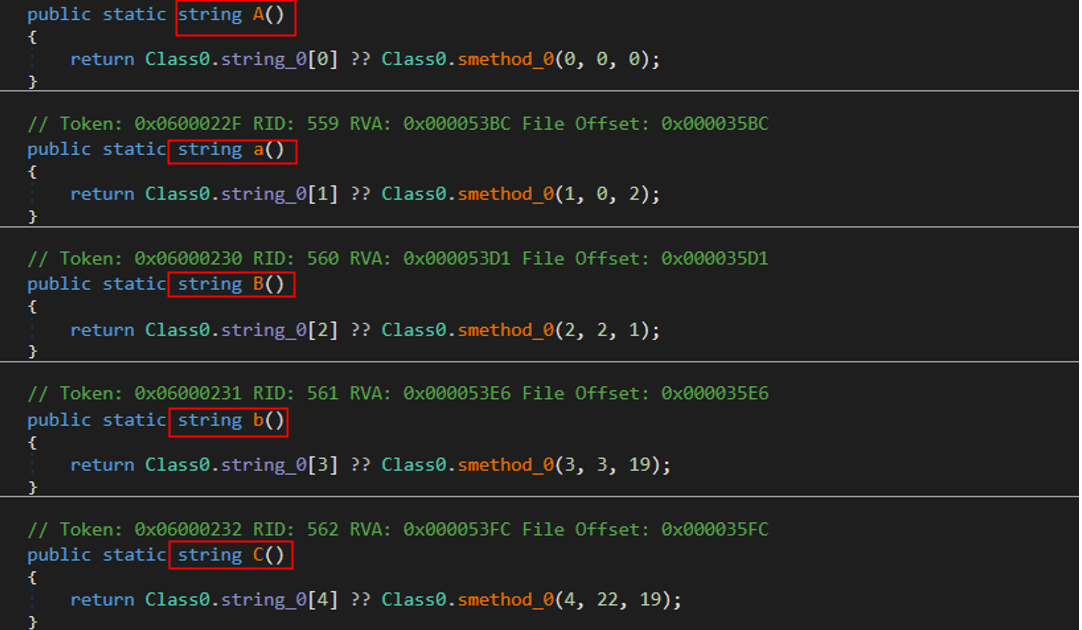 public static string A()
{
return Class0.string_0[0] ?? Class0.smethod_0(0, 0, 0);
}
// Token: 0x0600022F RID: 559 RVA: 0x000053BC File Offset: 0x000035BC
public static string a()
{
return Class0.string_0[1] ?? Class0.smethod_0(1, 0, 2);
}
// Token: 0x06000230 RID: 560 RVA: 0x000053D1 File Offset: 0x000035D1
public static string B()
{
return Class0.string_0[2] ?? Class0.smethod_0(2, 2, 1);
}
// Token: 0x06000231 RID: 561 RVA: 0x000053E6 File Offset: 0x000035E6
public static string b()
{
return Class0.string_0[3] ?? Class0.smethod_0(3, 3, 19);
}
// Token: 0x06000232 RID: 562 RVA: 0x000053FC File Offset: 0x000035FC
public static string C()
{
return Class0.string_0[4] ?? Class0.smethod_0(4, 22, 19);
}